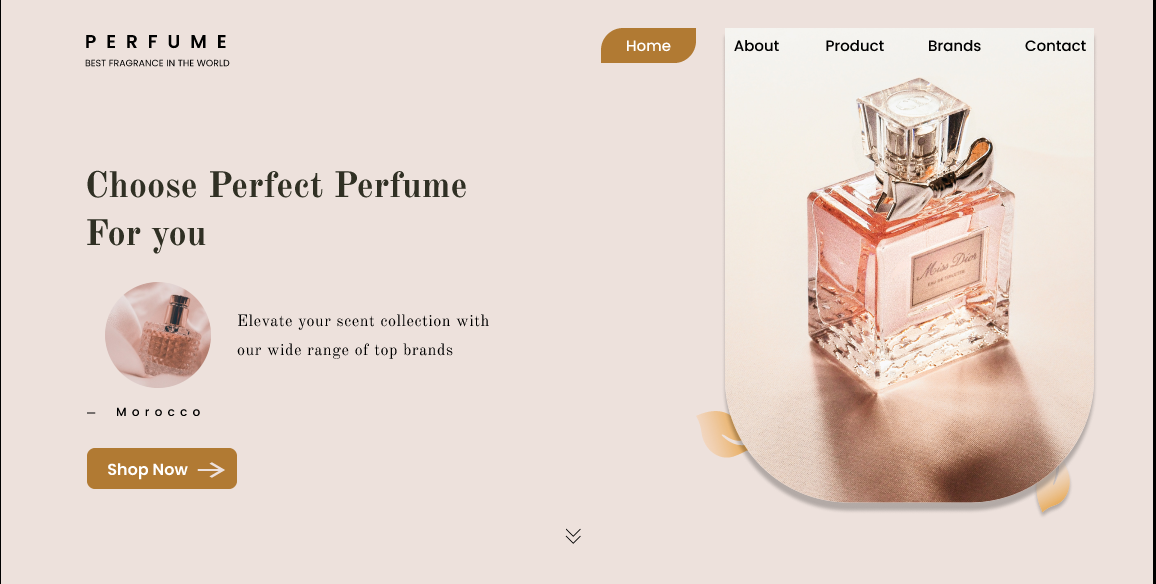 PERFUME
BEST FRAGRANCE IN THE WORLD
Home
About
Product
Brands
Contact
Choose Perfect Perfume
For you
Elevate your scent collection with
our wide range of top brands
– Morocco
Shop Now
Miss Dior
EAU DE TOILETTE